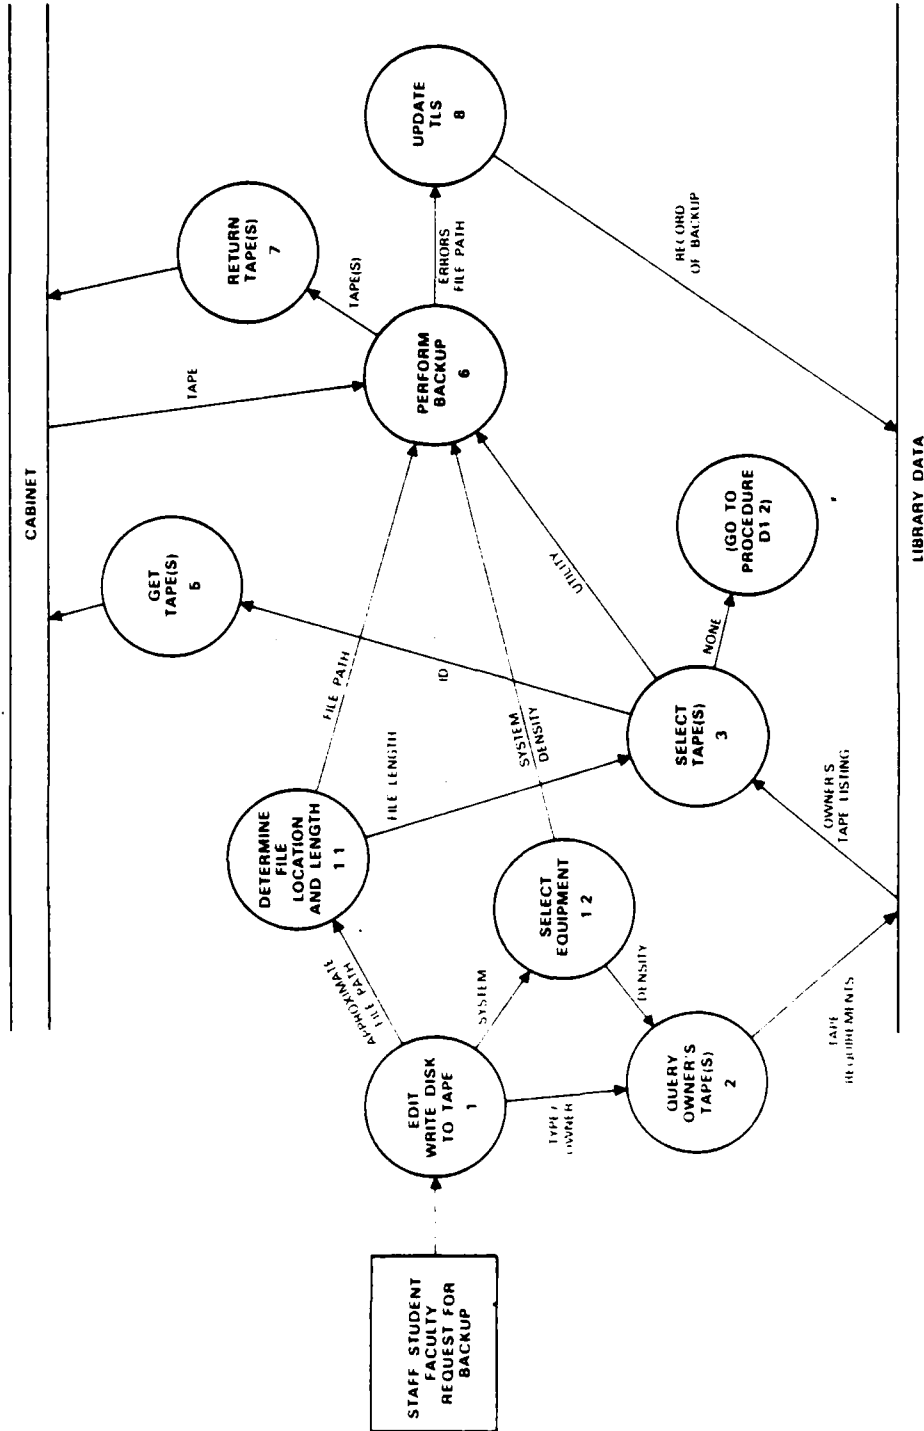 CABINET
STAFF STUDENT
FACULTY
REQUEST FOR
BACKUP
EDIT
WRITE DISK
TO TAPE
1
APPROXIMATE
FILE PATH
SYSTEM
TYPE /
OWNER
DETERMINE
FILE
LOCATION
AND LENGTH
1 1
SELECT
EQUIPMENT
1 2
DENSITY
QUERY
OWNER'S
TAPE(S)
2
TAPE
REQUIREMENTS
OWNER'S
TAPE LISTING
FILE PATH
FILE LENGTH
SYSTEM
DENSITY
SELECT
TAPE(S)
3
ID
UTILITY
NONE
(GO TO
PROCEDURE
D1 2)
GET
TAPE(S)
5
TAPE
PERFORM
BACKUP
6
TAPE(S)
RETURN
TAPE(S)
7
ERRORS
FILE PATH
UPDATE
TLS
8
RECORD
OF BACKUP
LIBRARY DATA